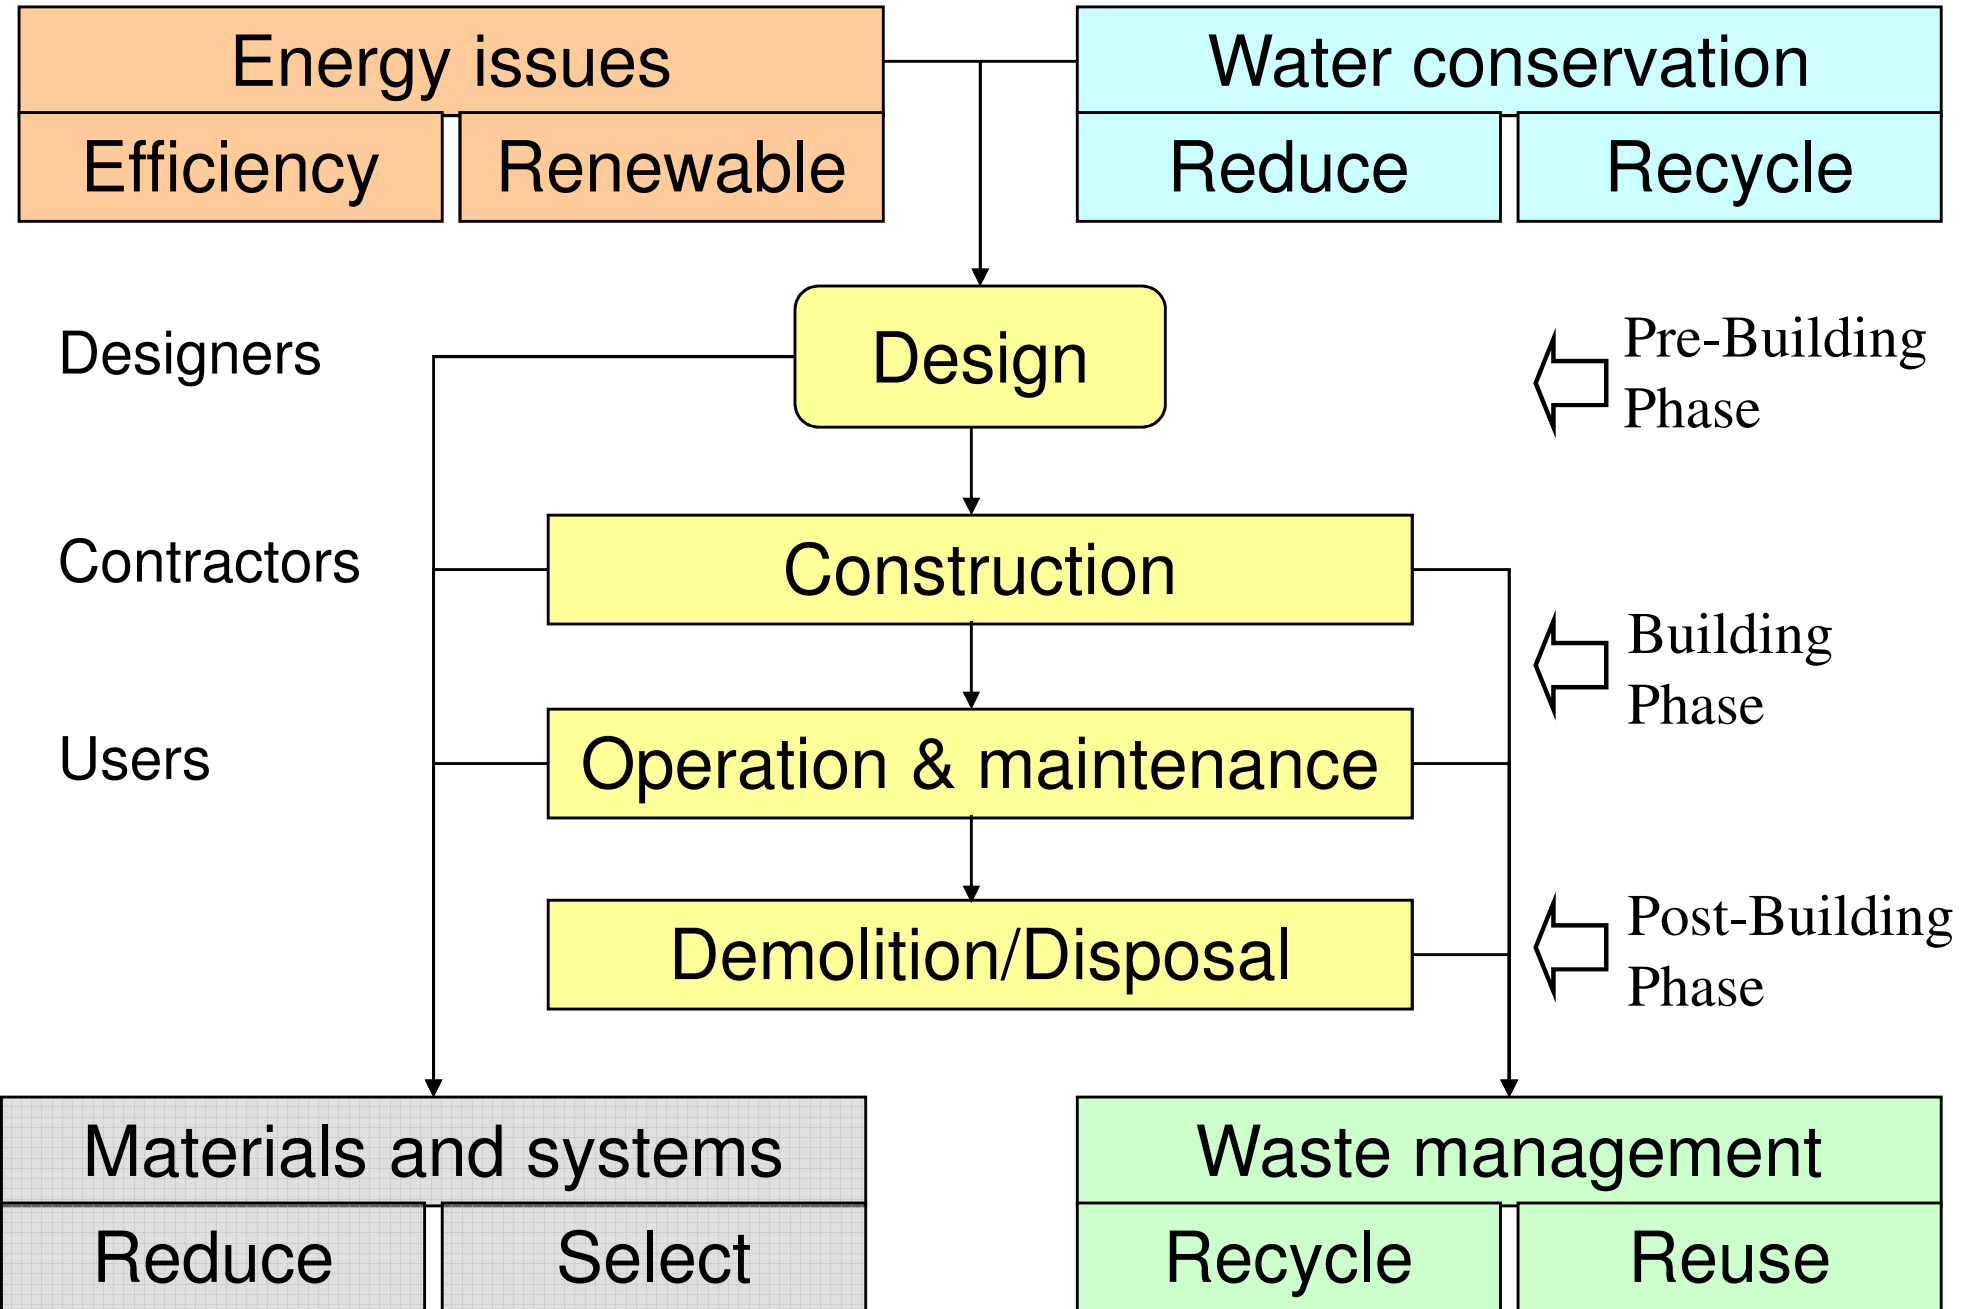 Energy issues
Water conservation
Efficiency
Renewable
Reduce
Recycle
Designers
Design
Pre-Building
Phase
Contractors
Construction
Building
Phase
Users
Operation & maintenance
Demolition/Disposal
Post-Building
Phase
Materials and systems
Waste management
Reduce
Select
Recycle
Reuse